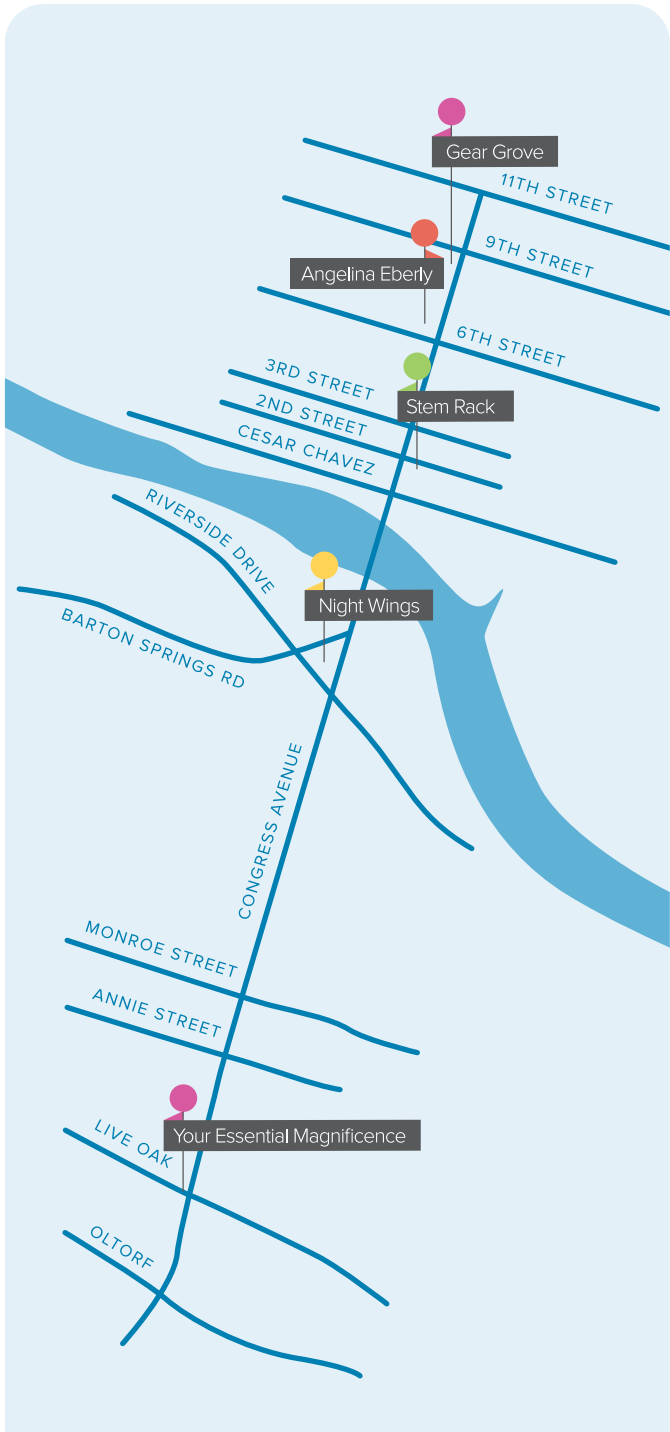 Gear Grove
11TH STREET
9TH STREET
Angelina Eberly
6TH STREET
3RD STREET
Stem Rack
2ND STREET
CESAR CHAVEZ
RIVERSIDE DRIVE
Night Wings
BARTON SPRINGS RD
CONGRESS AVENUE
MONROE STREET
ANNIE STREET
Your Essential Magnificence
LIVE OAK
OLTORF